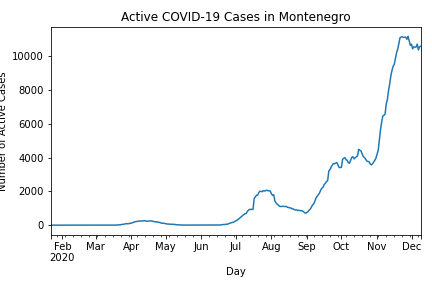 Active COVID-19 Cases in Montenegro
Number of Active Cases
10000
8000
6000
4000
2000
0
Feb Mar Apr May Jun Jul Aug Sep Oct Nov Dec
2020
Day